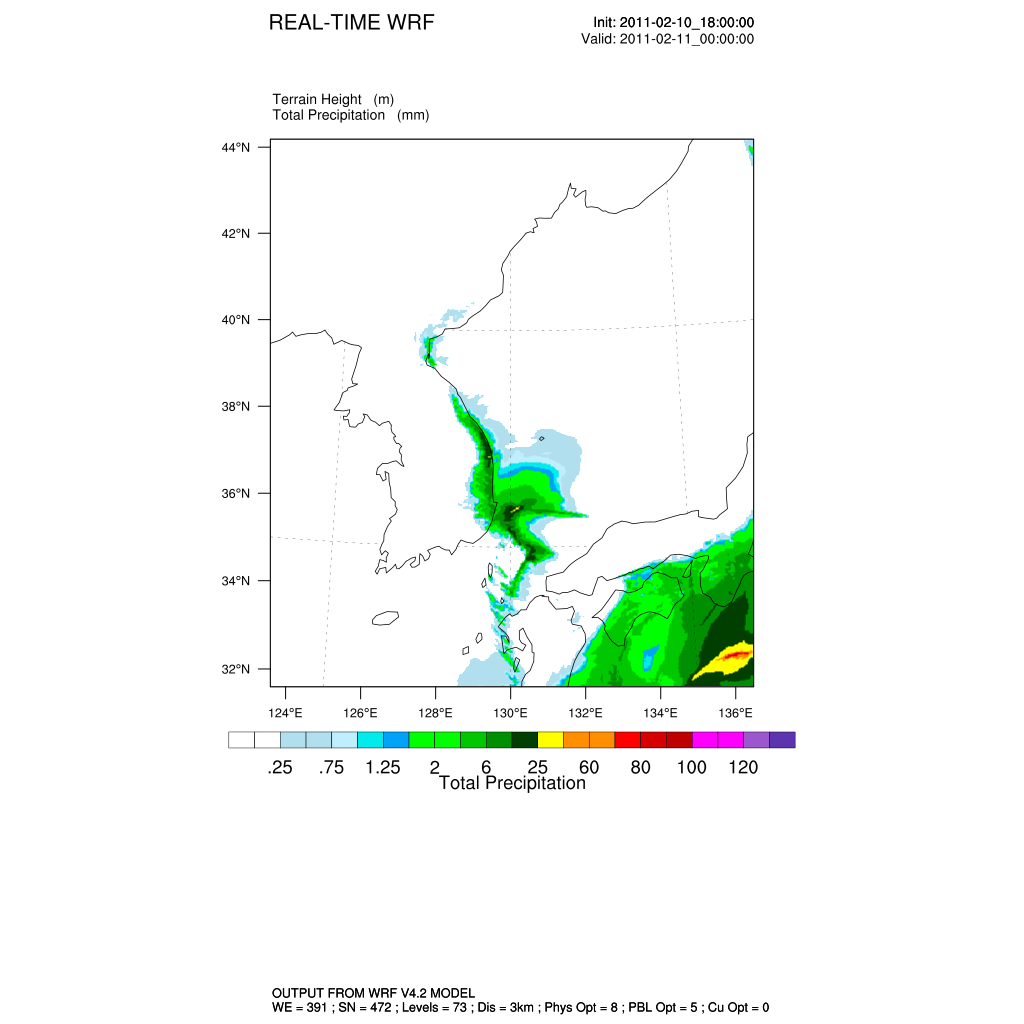 REAL-TIME WRF
Init: 2011-02-10_18:00:00
Valid: 2011-02-11_00:00:00
Terrain Height (m)
Total Precipitation (mm)
44°N
42°N
40°N
38°N
36°N
34°N
32°N
124°E 126°E 128°E 130°E 132°E 134°E 136°E
.25 .75 1.25 2 6 25 60 80 100 120
Total Precipitation
OUTPUT FROM WRF V4.2 MODEL
WE = 391 ; SN = 472 ; Levels = 73 ; Dis = 3km ; Phys Opt = 8 ; PBL Opt = 5 ; Cu Opt = 0